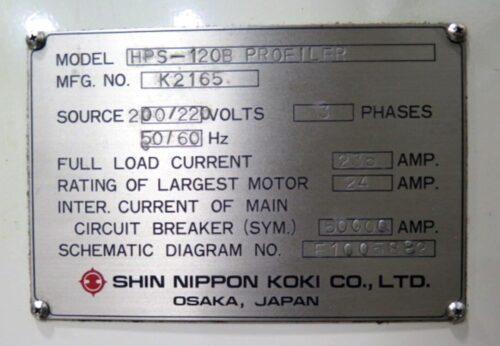 MODEL HPS-120B PROFILER
MFG. NO. K2165
SOURCE 200/220 VOLTS 3 PHASES
50/60 Hz
FULL LOAD CURRENT AMP.
RATING OF LARGEST MOTOR 24 AMP.
INTER. CURRENT OF MAIN
CIRCUIT BREAKER (SYM.) 50000 AMP.
SCHEMATIC DIAGRAM NO.
SHIN NIPPON KOKI CO., LTD.
OSAKA, JAPAN